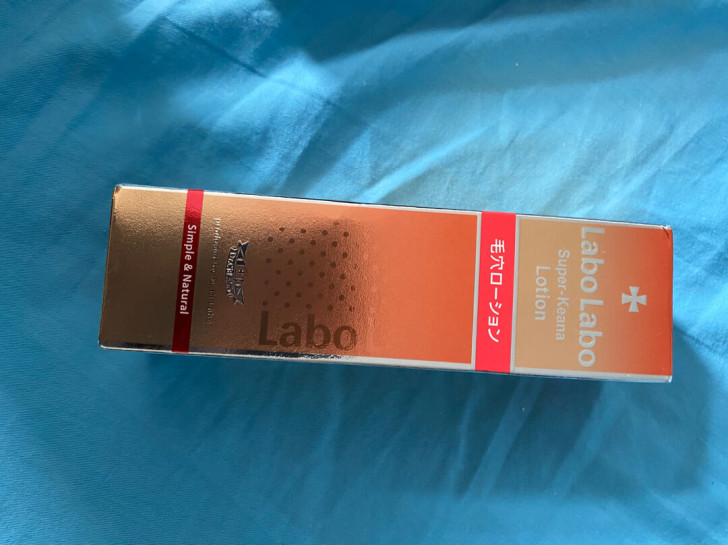 Labo Labo
Super-Keana
Lotion
毛穴ローション
Labo
Simple & Natural